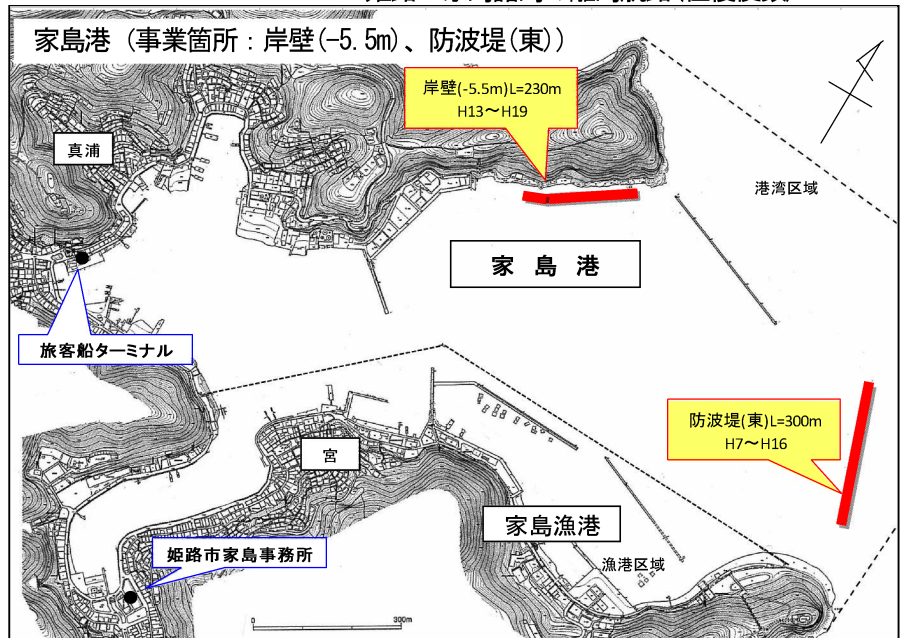 家島港 (事業箇所：岸壁(-5.5m)、防波堤(東))
岸壁(-5.5m)L=230m
H13～H19
真浦
港湾区域
家 島 港
旅客船ターミナル
防波堤(東)L=300m
H7～H16
宮
家島漁港
姫路市家島事務所
漁港区域
0
300m